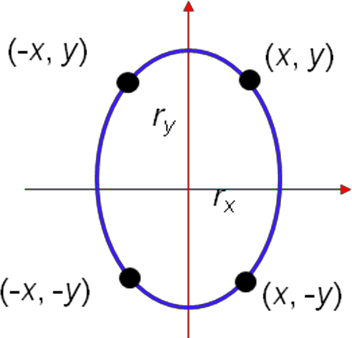 (-x, y)
(x, y)
r_y
r_x
(-x, -y)
(x, -y)